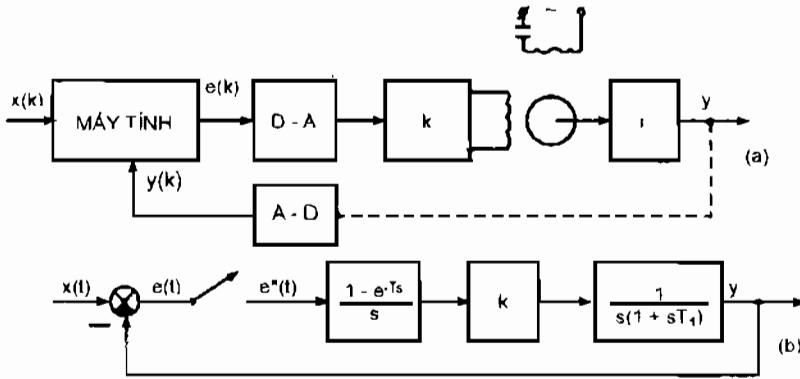 x(k)
e(k)
MÁY TÍNH
D - A
k
i
y
(a)
y(k)
A - D
x(t)
e(t)
e*(t)
1 - e-Ts
s
k
1
s(1 + sT1)
y
(b)